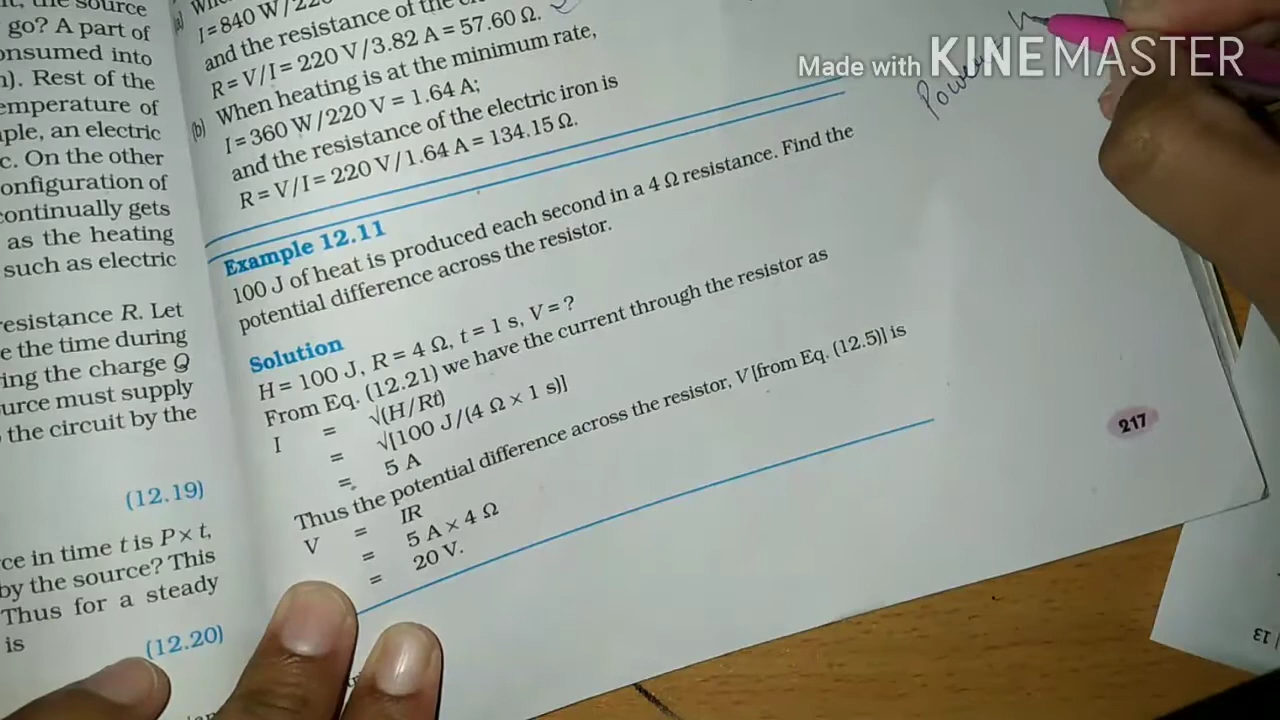 , the source
go? A part of
onsumed into
n). Rest of the
emperature of
ple, an electric
c. On the other
onfiguration of
continually gets
as the heating
such as electric
esistance R. Let
e the time during
ing the charge Q
urce must supply
the circuit by the
(12.19)
ce in time t is P × t,
by the source? This
Thus for a steady
is
(12.20)
(a)
I = 840 W/220
and the resistance of the
R = V/I = 220 V/3.82 A = 57.60 Ω.
(b) When heating is at the minimum rate,
I = 360 W/220 V = 1.64 A;
and the resistance of the electric iron is
R = V/I = 220 V/1.64 A = 134.15 Ω.
Example 12.11
100 J of heat is produced each second in a 4 Ω resistance. Find the
potential difference across the resistor.
Solution
H = 100 J, R = 4 Ω, t = 1 s, V = ?
From Eq. (12.21) we have the current through the resistor as
I = √(H/Rt)
= √[100 J/(4 Ω × 1 s)]
= 5 A
Thus the potential difference across the resistor, V [from Eq. (12.5)] is
V = IR
= 5 A × 4 Ω
= 20 V.
217
Made with KINEMASTER
Power
13